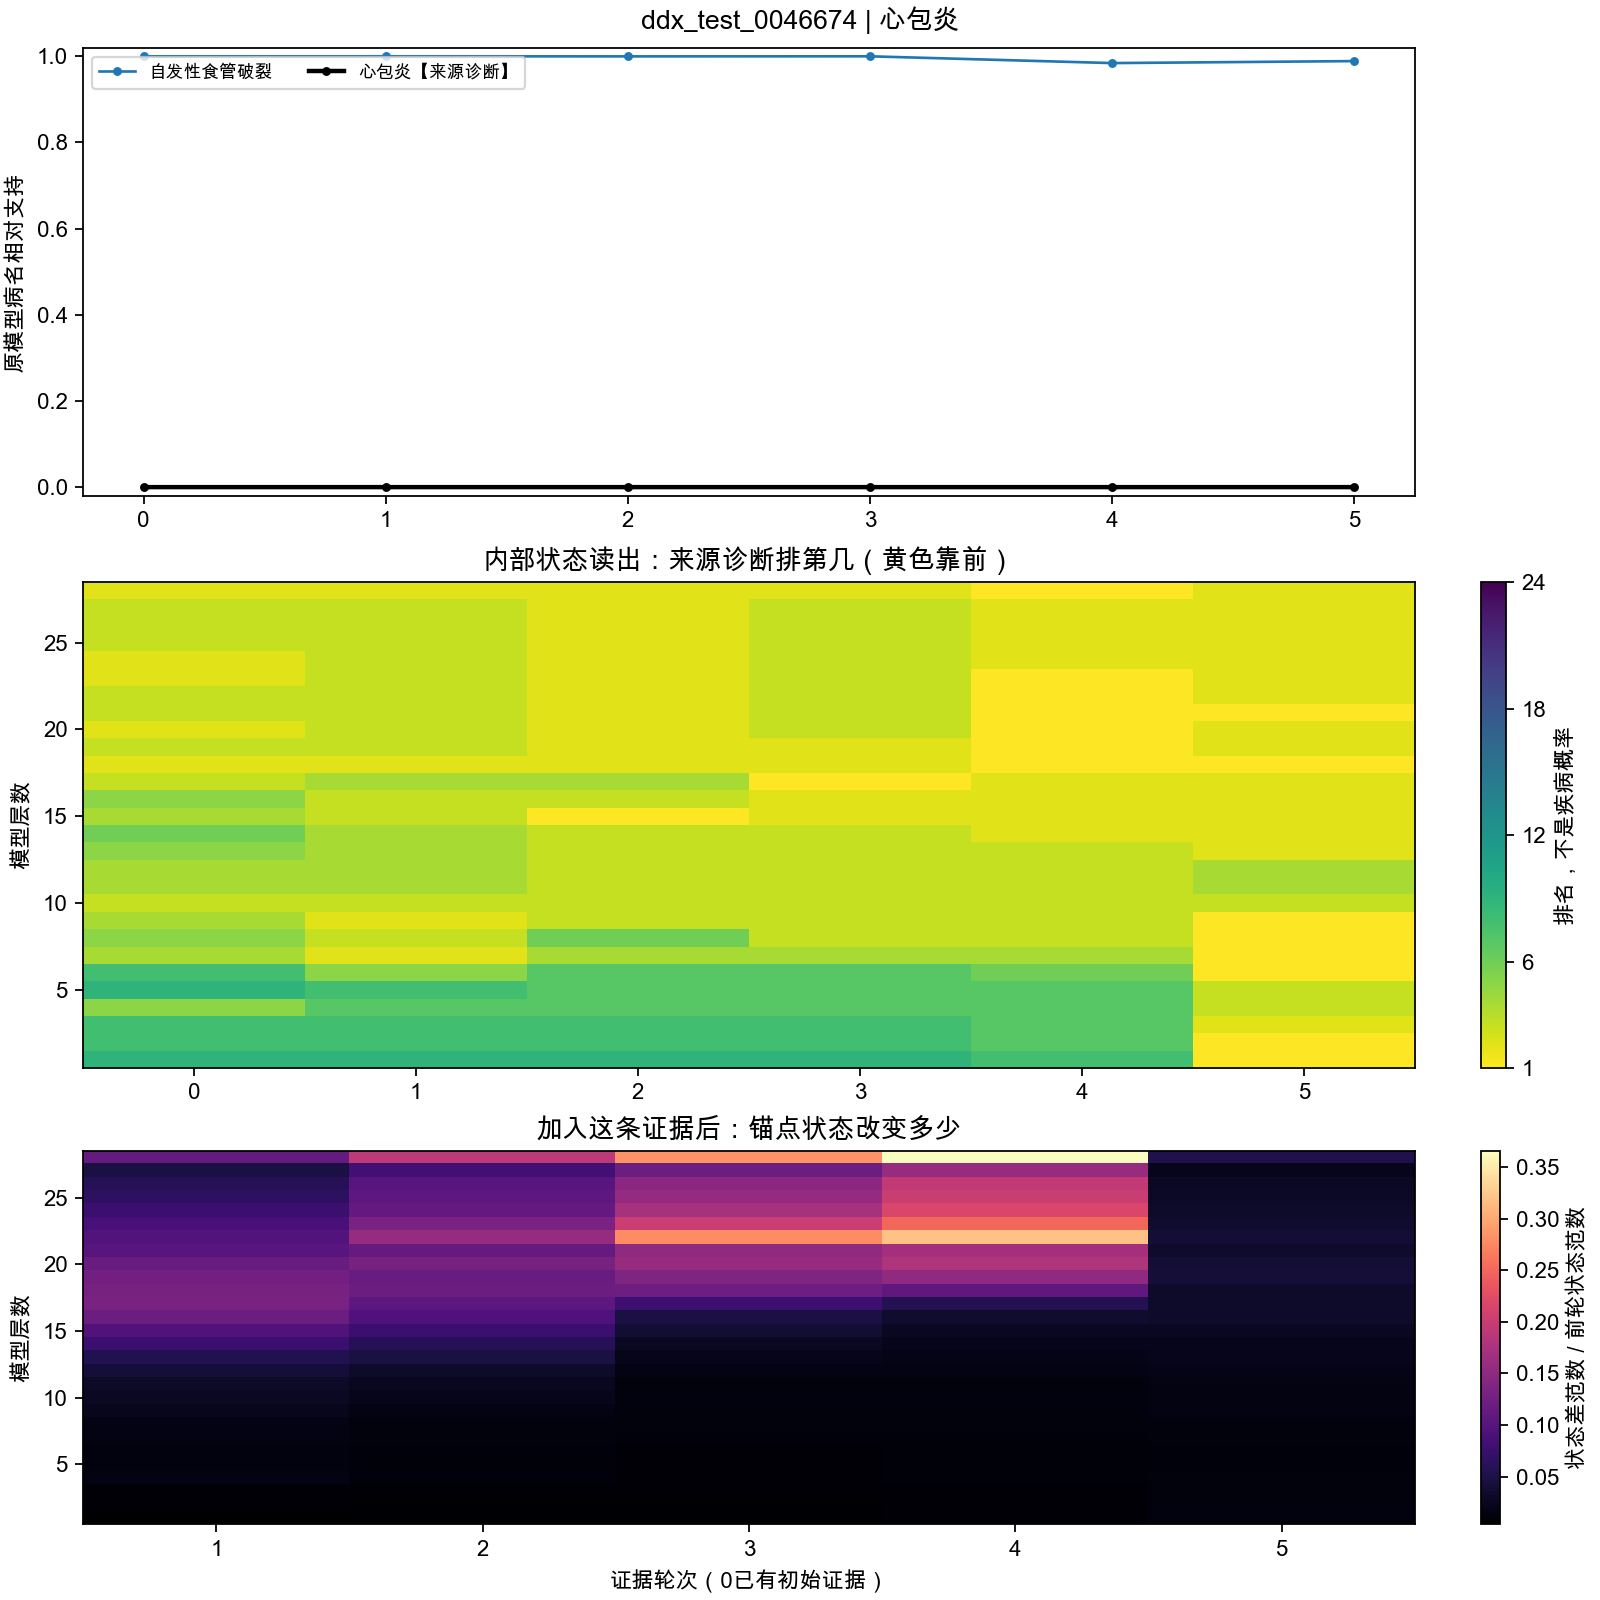 ddx_test_0046674 | 心包炎
原模型病名相对支持
1.0
0.8
0.6
0.4
0.2
0.0
自发性食管破裂
心包炎【来源诊断】
0 1 2 3 4 5
内部状态读出：来源诊断排第几（黄色靠前）
模型层数
25
20
15
10
5
0 1 2 3 4 5
24
18
12
6
1
排名，不是疾病概率
加入这条证据后：锚点状态改变多少
模型层数
25
20
15
10
5
1 2 3 4 5
证据轮次（0已有初始证据）
0.35
0.30
0.25
0.20
0.15
0.10
0.05
状态差范数 / 前轮状态范数